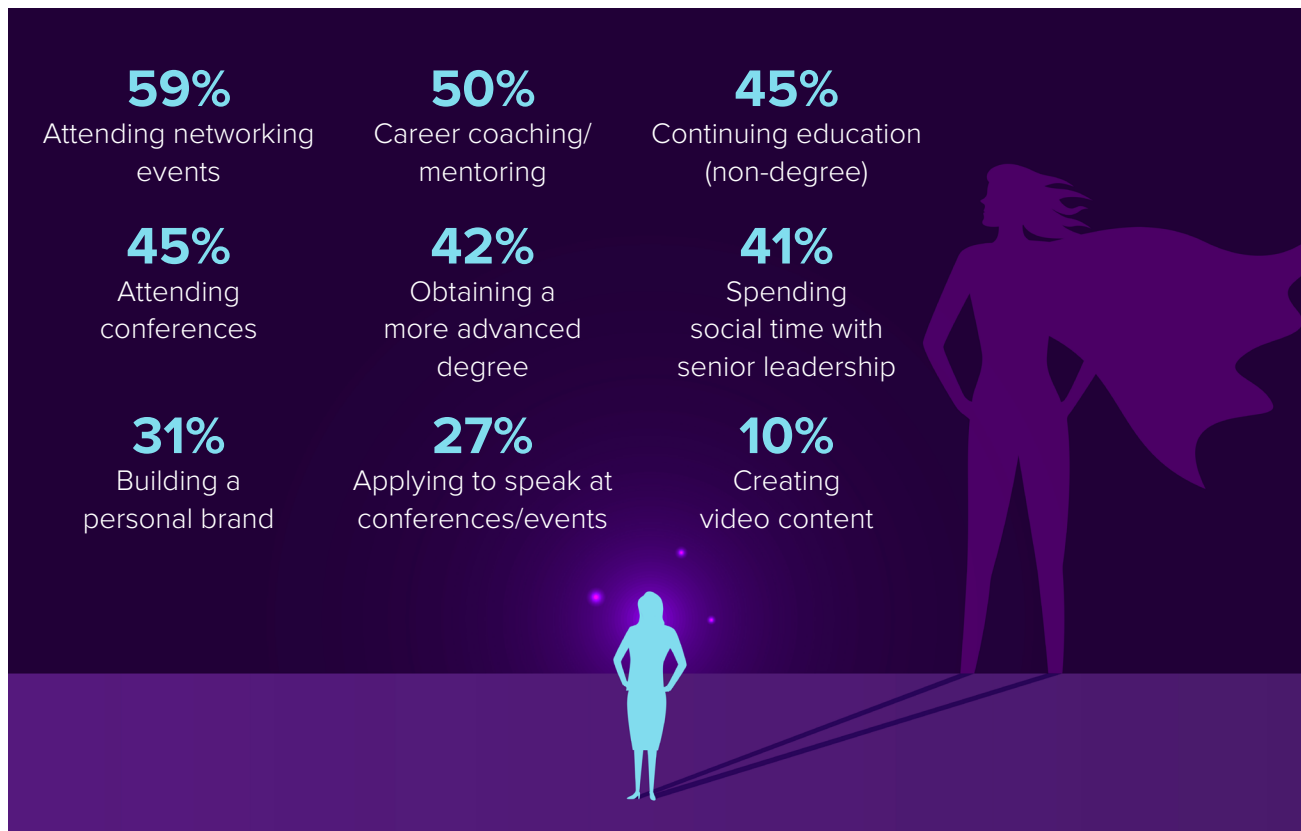 59%
Attending networking
events
50%
Career coaching/
mentoring
45%
Continuing education
(non-degree)
45%
Attending
conferences
42%
Obtaining a
more advanced
degree
41%
Spending
social time with
senior leadership
31%
Building a
personal brand
27%
Applying to speak at
conferences/events
10%
Creating
video content